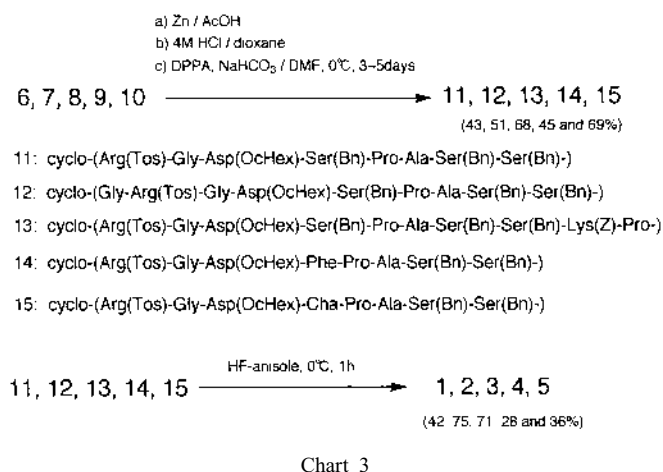 a) Zn / AcOH
b) 4M HCl / dioxane
c) DPPA, NaHCO₃ / DMF, 0℃, 3~5days
6, 7, 8, 9, 10
11, 12, 13, 14, 15
(43, 51, 68, 45 and 69%)
11: cyclo-(Arg(Tos)-Gly-Asp(OcHex)-Ser(Bn)-Pro-Ala-Ser(Bn)-Ser(Bn)-)
12: cyclo-(Gly-Arg(Tos)-Gly-Asp(OcHex)-Ser(Bn)-Pro-Ala-Ser(Bn)-Ser(Bn)-)
13: cyclo-(Arg(Tos)-Gly-Asp(OcHex)-Ser(Bn)-Pro-Ala-Ser(Bn)-Ser(Bn)-Lys(Z)-Pro-)
14: cyclo-(Arg(Tos)-Gly-Asp(OcHex)-Phe-Pro-Ala-Ser(Bn)-Ser(Bn)-)
15: cyclo-(Arg(Tos)-Gly-Asp(OcHex)-Cha-Pro-Ala-Ser(Bn)-Ser(Bn)-)
11, 12, 13, 14, 15
HF-anisole, 0℃, 1h
1, 2, 3, 4, 5
(42 75, 71 28 and 36%)
Chart 3